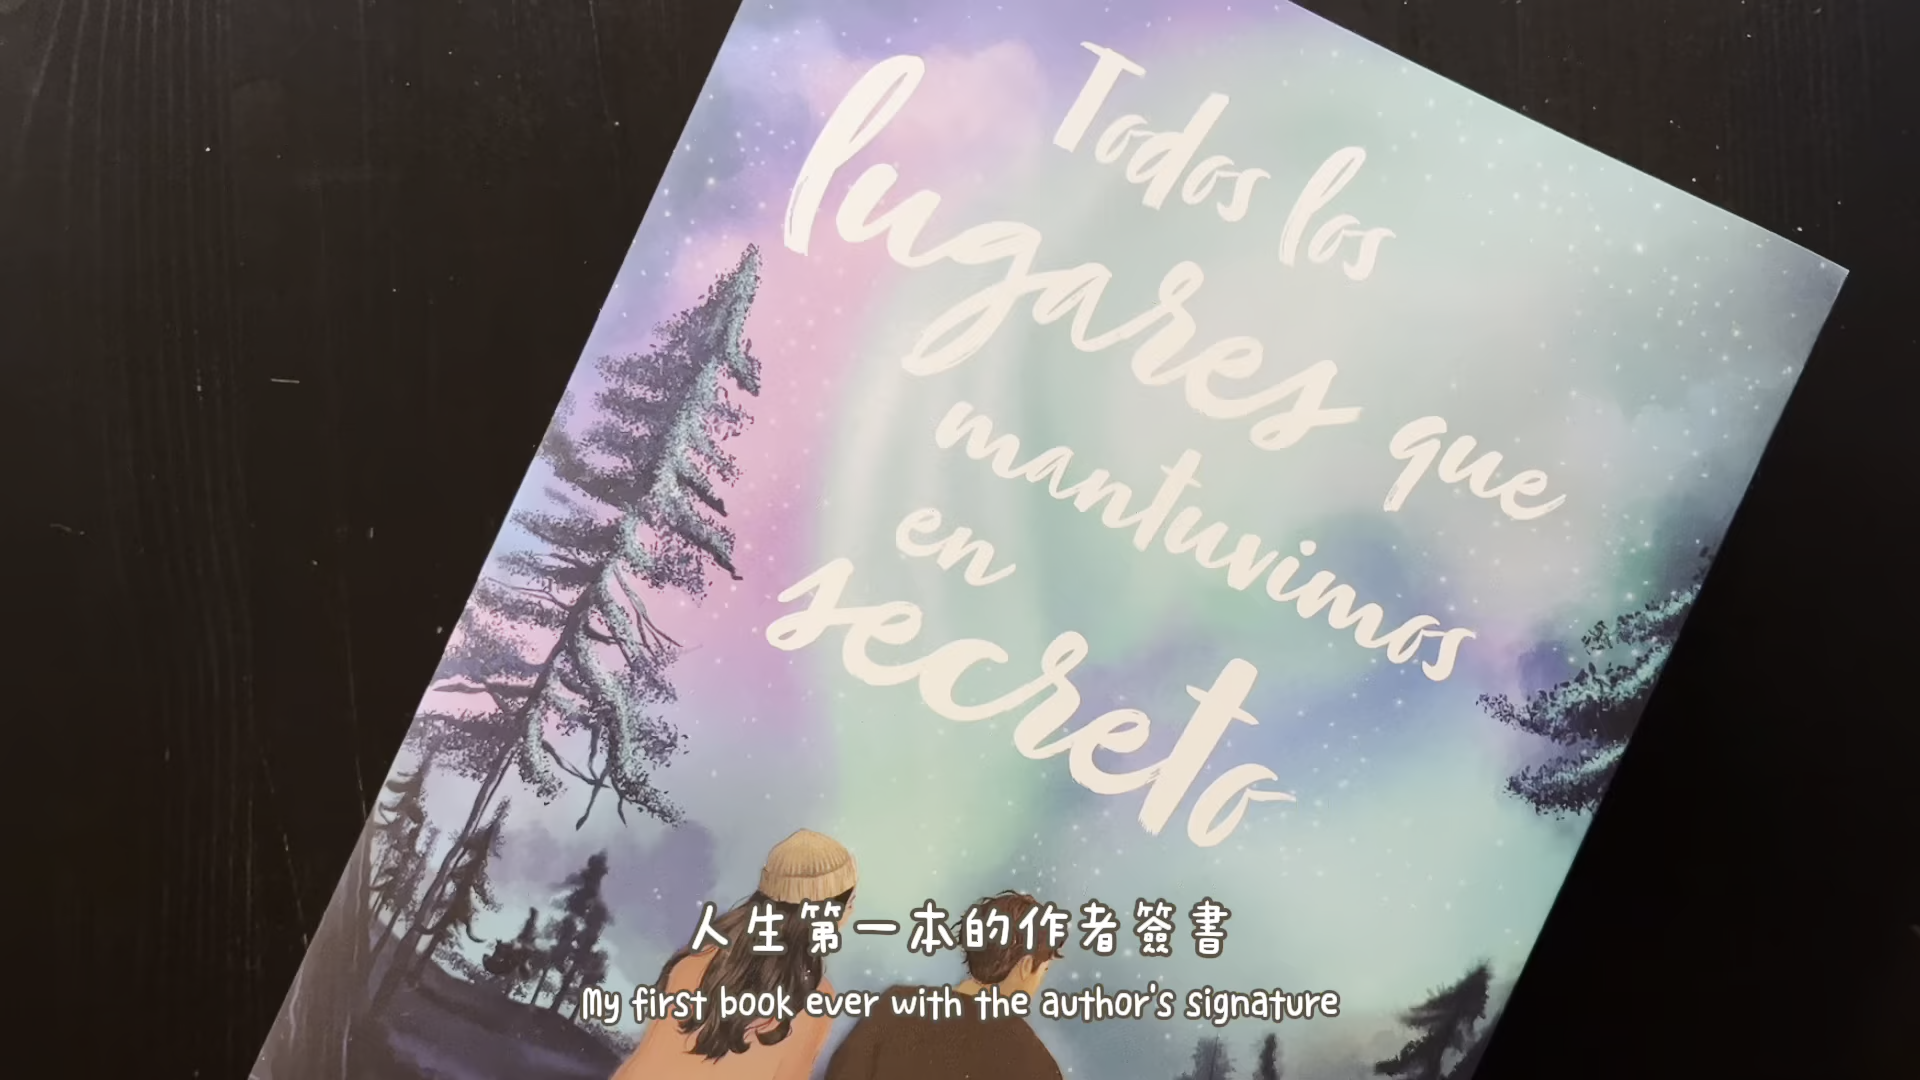 Todos los
lugares que
mantuvimos
en
secreto
人生第一本的作者簽書
My first book ever with the author's signature